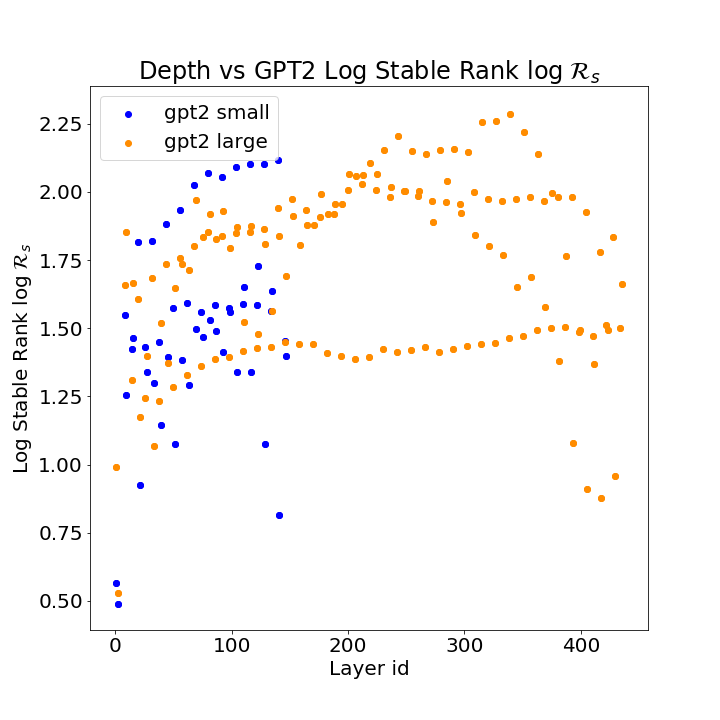 Depth vs GPT2 Log Stable Rank log ℛₛ
gpt2 small
gpt2 large
Log Stable Rank log ℛₛ
2.25
2.00
1.75
1.50
1.25
1.00
0.75
0.50
0 100 200 300 400
Layer id